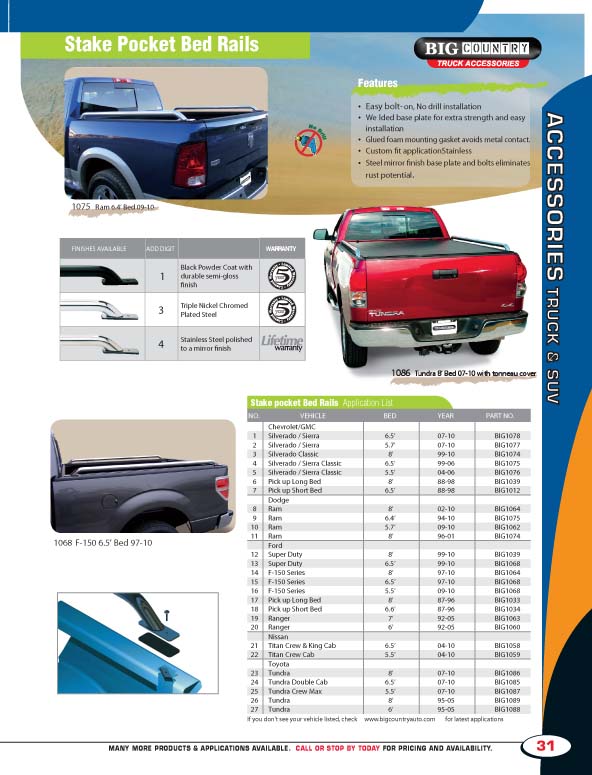 Stake Pocket Bed Rails
BIG COUNTRY
TRUCK ACCESSORIES
Features
• Easy bolt-on, No drill installation
• We lded base plate for extra strength and easy
installation
• Glued foam mounting gasket avoids metal contact.
• Custom fit applicationStainless
• Steel mirror finish base plate and bolts eliminates
rust potential.
No Drill
1075 Ram 6.4' Bed 09-10
ACCESSORIES TRUCK & SUV
FINISHES AVAILABLE ADD DIGIT WARRANTY
1 Black Powder Coat with
durable semi-gloss
finish
5
3 Triple Nickel Chromed
Plated Steel
5
4 Stainless Steel polished
to a mirror finish
Lifetime
warranty
TUNDRA
1086 Tundra 8' Bed 07-10 with tonneau cover
1068 F-150 6.5' Bed 97-10
Stake pocket Bed Rails Application List
NO. VEHICLE BED YEAR PART NO.
Chevrolet/GMC
1 Silverado / Sierra 6.5' 07-10 BIG1078
2 Silverado / Sierra 5.7' 07-10 BIG1077
3 Silverado Classic 8' 99-10 BIG1074
4 Silverado / Sierra Classic 6.5' 99-06 BIG1075
5 Silverado / Sierra Classic 5.5' 04-06 BIG1076
6 Pick up Long Bed 8' 88-98 BIG1039
7 Pick up Short Bed 6.5' 88-98 BIG1012
Dodge
8 Ram 8' 02-10 BIG1064
9 Ram 6.4' 94-10 BIG1075
10 Ram 5.7' 09-10 BIG1062
11 Ram 8' 96-01 BIG1074
Ford
12 Super Duty 8' 99-10 BIG1039
13 Super Duty 6.5' 99-10 BIG1068
14 F-150 Series 8' 97-10 BIG1064
15 F-150 Series 6.5' 97-10 BIG1068
16 F-150 Series 5.5' 09-10 BIG1068
17 Pick up Long Bed 8' 87-96 BIG1033
18 Pick up Short Bed 6.6' 87-96 BIG1034
19 Ranger 7' 92-05 BIG1063
20 Ranger 6' 92-05 BIG1060
Nissan
21 Titan Crew & King Cab 6.5' 04-10 BIG1058
22 Titan Crew Cab 5.5' 04-10 BIG1059
Toyota
23 Tundra 8' 07-10 BIG1086
24 Tundra Double Cab 6.5' 07-10 BIG1085
25 Tundra Crew Max 5.5' 07-10 BIG1087
26 Tundra 8' 95-05 BIG1089
27 Tundra 6' 95-05 BIG1088
If you don't see your vehicle listed, check www.bigcountryauto.com for latest applications
MANY MORE PRODUCTS & APPLICATIONS AVAILABLE. CALL OR STOP BY TODAY FOR PRICING AND AVAILABILITY.
31